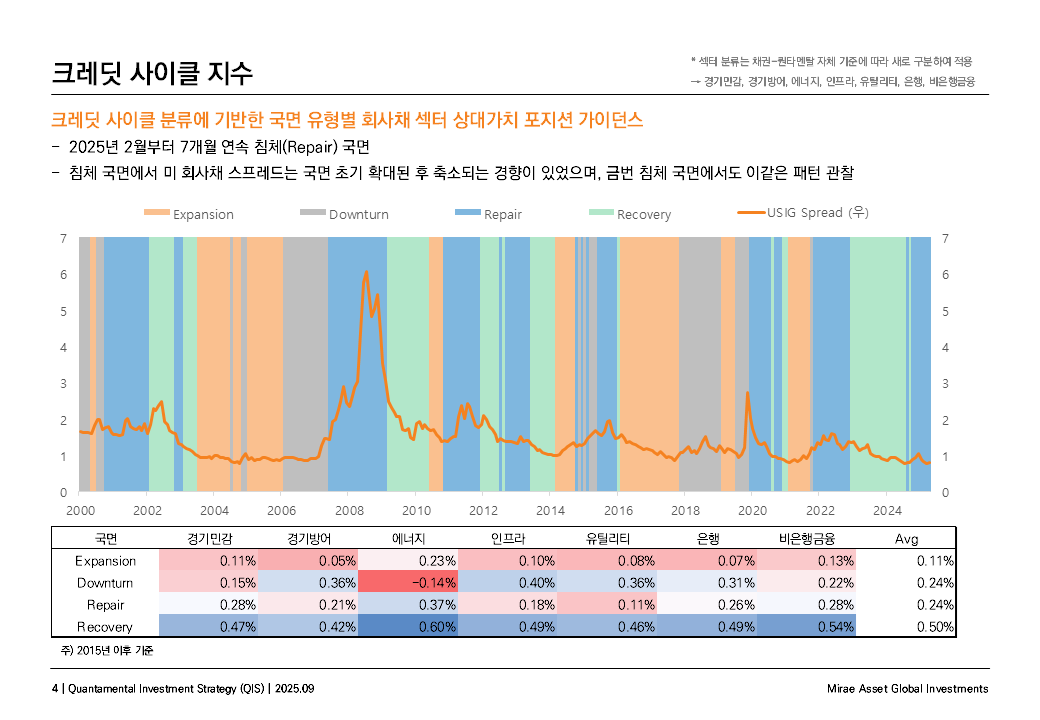 크레딧 사이클 지수
* 섹터 분류는 채권-퀀타멘탈 자체 기준에 따라 새로 구분하여 적용
→ 경기민감, 경기방어, 에너지, 인프라, 유틸리티, 은행, 비은행금융
크레딧 사이클 분류에 기반한 국면 유형별 회사채 섹터 상대가치 포지션 가이던스
- 2025년 2월부터 7개월 연속 침체(Repair) 국면
- 침체 국면에서 미 회사채 스프레드는 국면 초기 확대된 후 축소되는 경향이 있었으며, 금번 침체 국면에서도 이같은 패턴 관찰
Expansion Downturn Repair Recovery USIG Spread (우)
7 7
6 6
5 5
4 4
3 3
2 2
1 1
0 0
2000 2002 2004 2006 2008 2010 2012 2014 2016 2018 2020 2022 2024
국면 경기민감 경기방어 에너지 인프라 유틸리티 은행 비은행금융 Avg
Expansion 0.11% 0.05% 0.23% 0.10% 0.08% 0.07% 0.13% 0.11%
Downturn 0.15% 0.36% -0.14% 0.40% 0.36% 0.31% 0.22% 0.24%
Repair 0.28% 0.21% 0.37% 0.18% 0.11% 0.26% 0.28% 0.24%
Recovery 0.47% 0.42% 0.60% 0.49% 0.46% 0.49% 0.54% 0.50%
주) 2015년 이후 기준
4 | Quantamental Investment Strategy (QIS) | 2025.09 Mirae Asset Global Investments